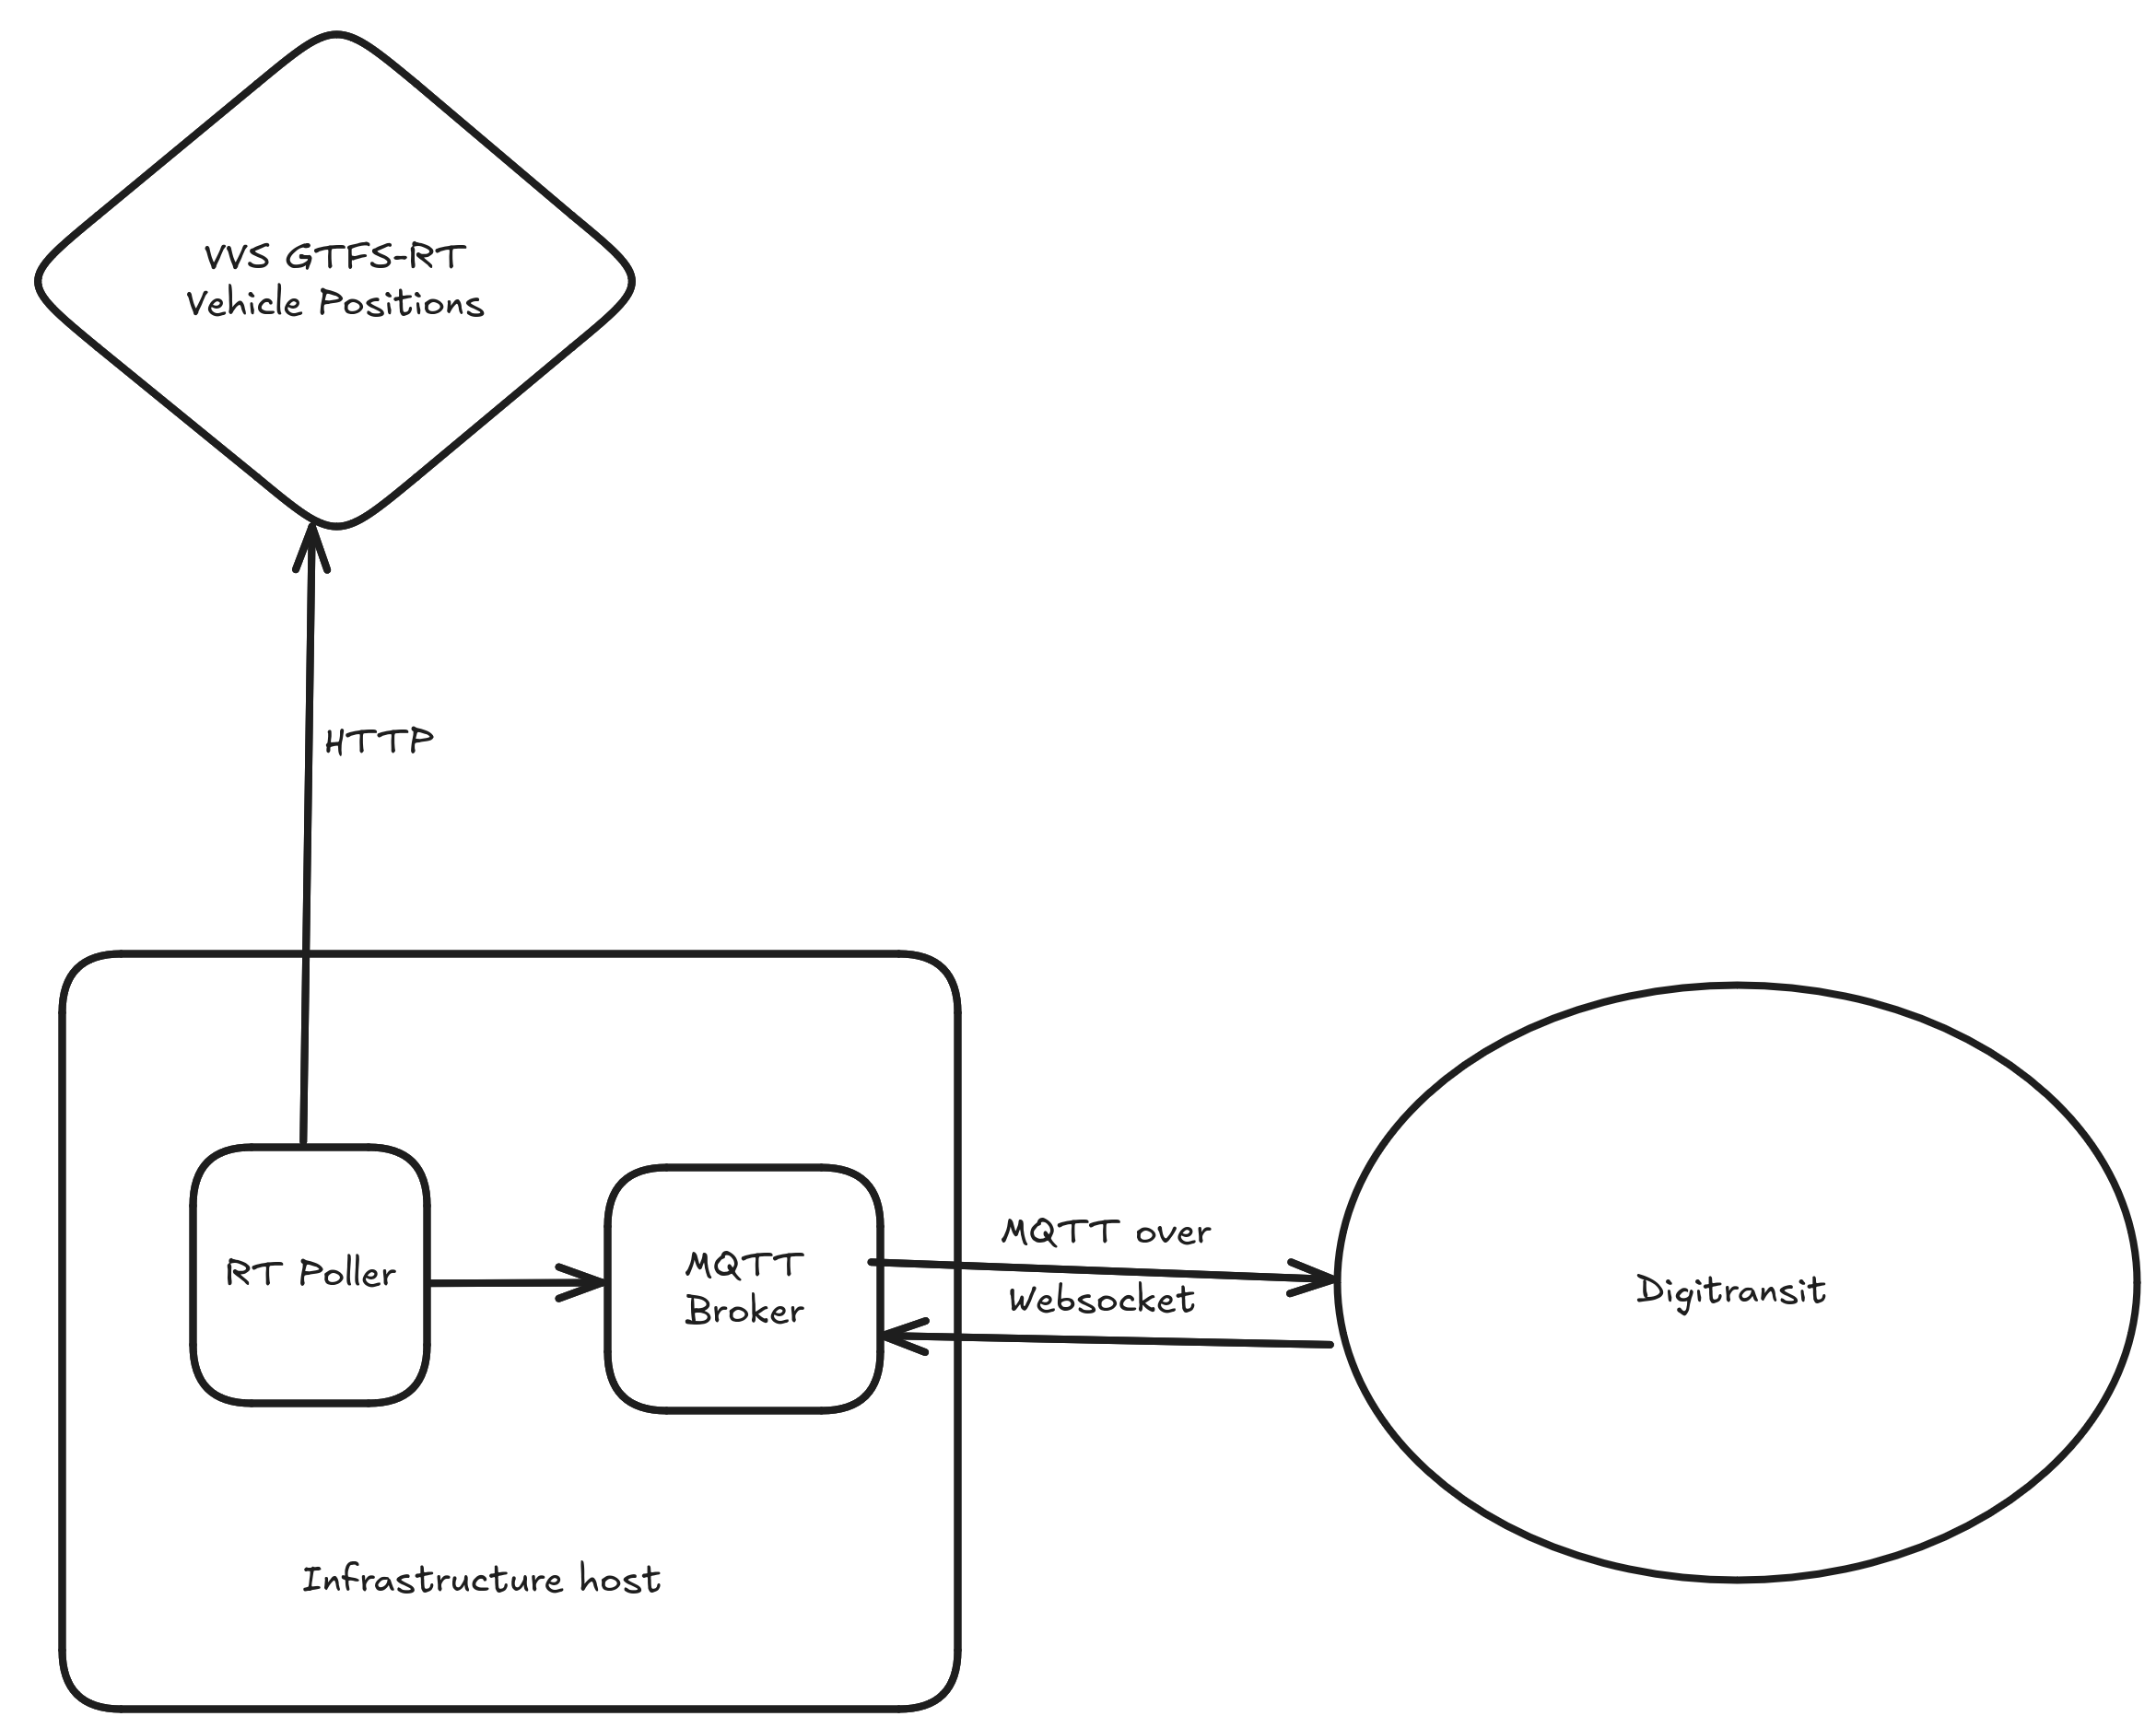 VVS GTFS-RT
Vehicle Positions
HTTP
RT Poller
MQTT
Broker
MQTT over
Websocket
Digitransit
Infrastructure host